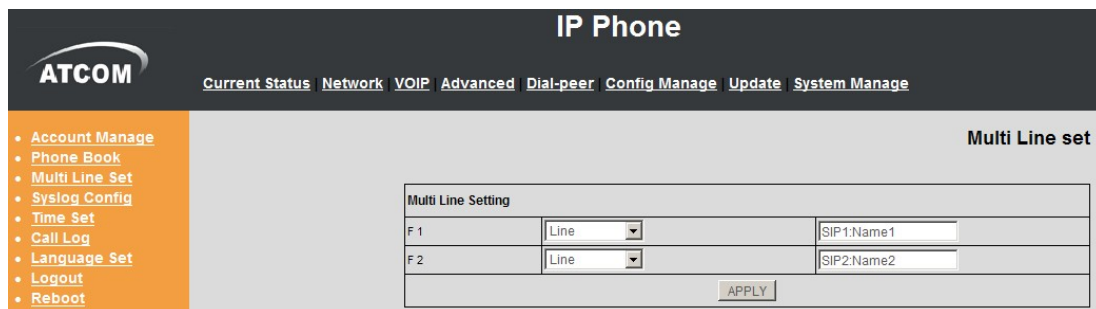 IP Phone
ATCOM
Current Status | Network | VOIP | Advanced | Dial-peer | Config Manage | Update | System Manage
Account Manage
Phone Book
Multi Line Set
Syslog Config
Time Set
Call Log
Language Set
Logout
Reboot
Multi Line set
Multi Line Setting
F 1 Line SIP1:Name1
F 2 Line SIP2:Name2
APPLY